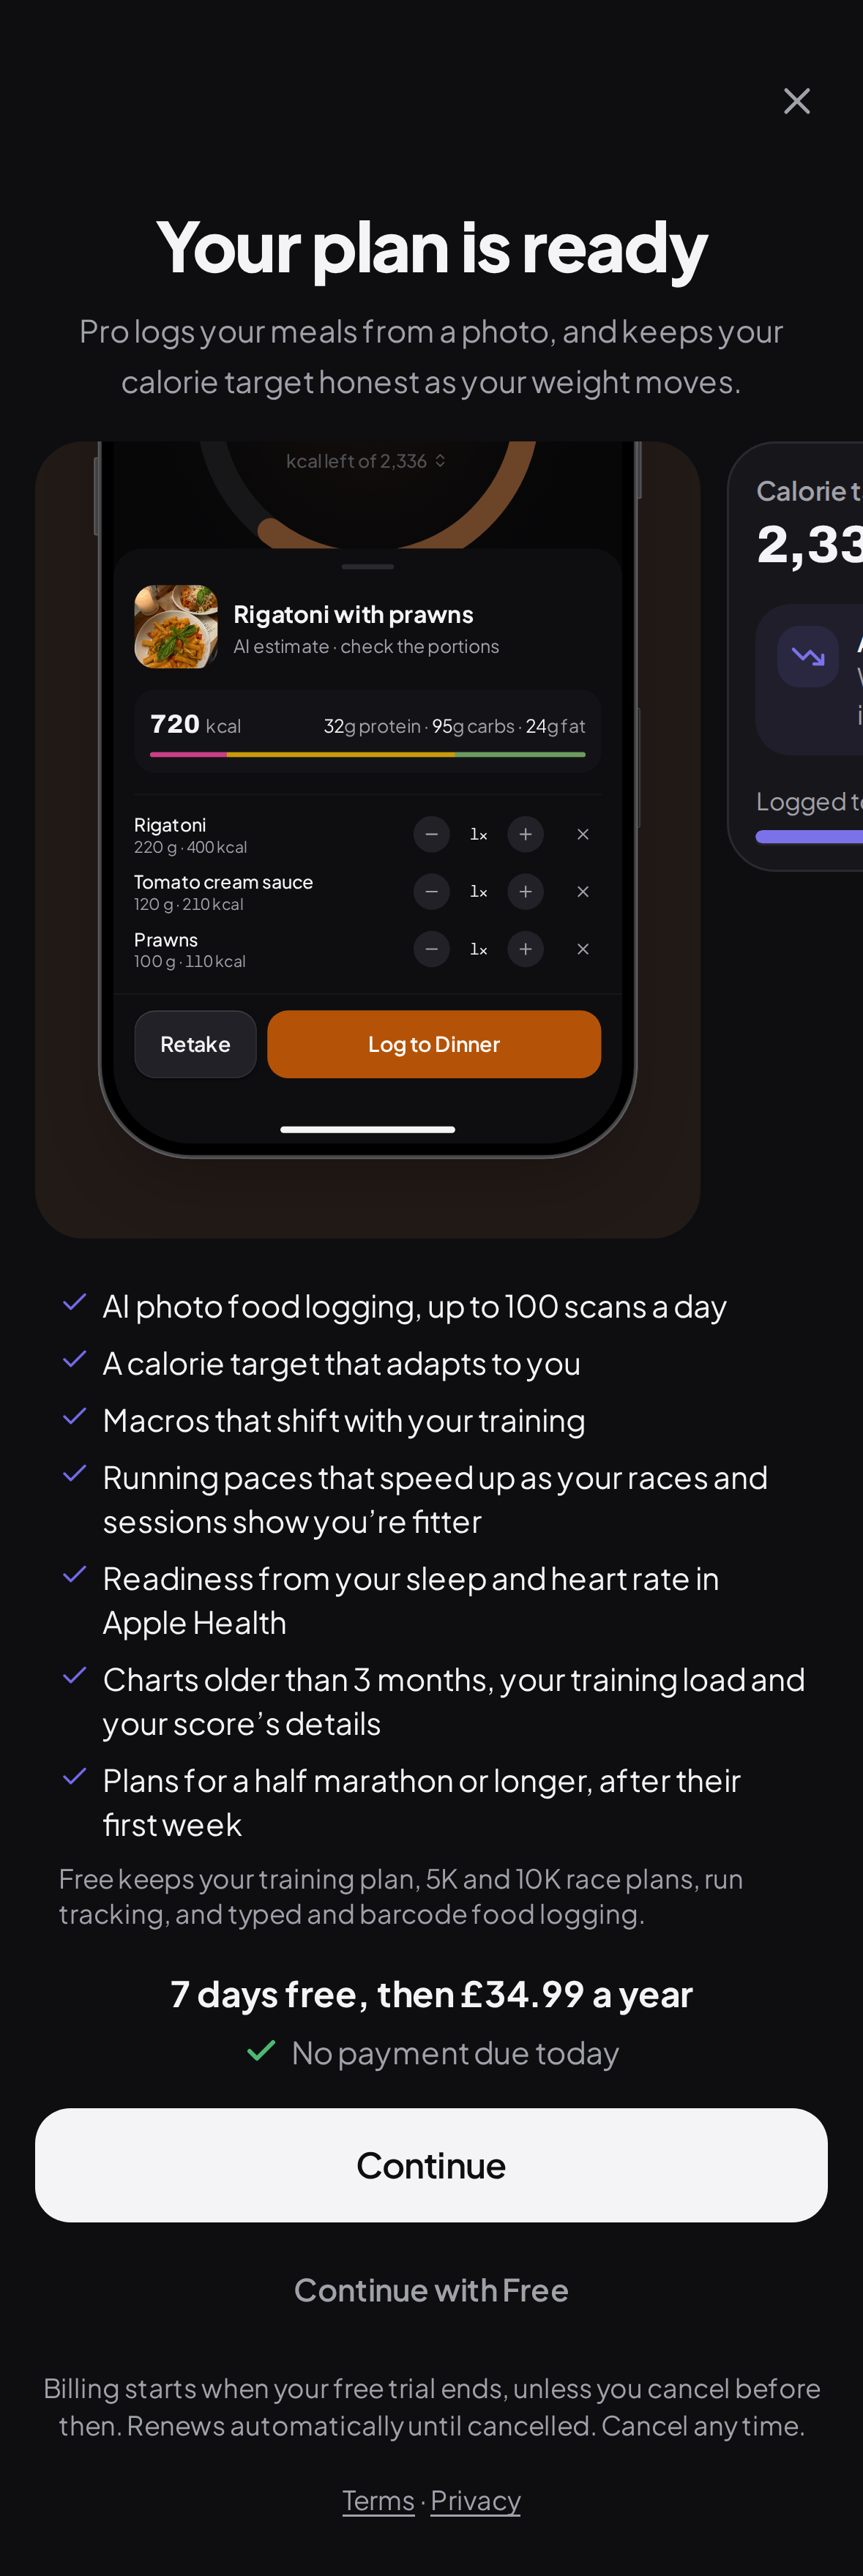 Your plan is ready
Pro logs your meals from a photo, and keeps your
calorie target honest as your weight moves.
kcal left of 2,336
Rigatoni with prawns
AI estimate · check the portions
720 kcal
32g protein · 95g carbs · 24g fat
Rigatoni
220 g · 400 kcal
1×
Tomato cream sauce
120 g · 210 kcal
1×
Prawns
100 g · 110 kcal
1×
Retake
Log to Dinner
Calorie t
2,33
Logged to
AI photo food logging, up to 100 scans a day
A calorie target that adapts to you
Macros that shift with your training
Running paces that speed up as your races and
sessions show you’re fitter
Readiness from your sleep and heart rate in
Apple Health
Charts older than 3 months, your training load and
your score’s details
Plans for a half marathon or longer, after their
first week
Free keeps your training plan, 5K and 10K race plans, run
tracking, and typed and barcode food logging.
7 days free, then £34.99 a year
No payment due today
Continue
Continue with Free
Billing starts when your free trial ends, unless you cancel before
then. Renews automatically until cancelled. Cancel any time.
Terms · Privacy